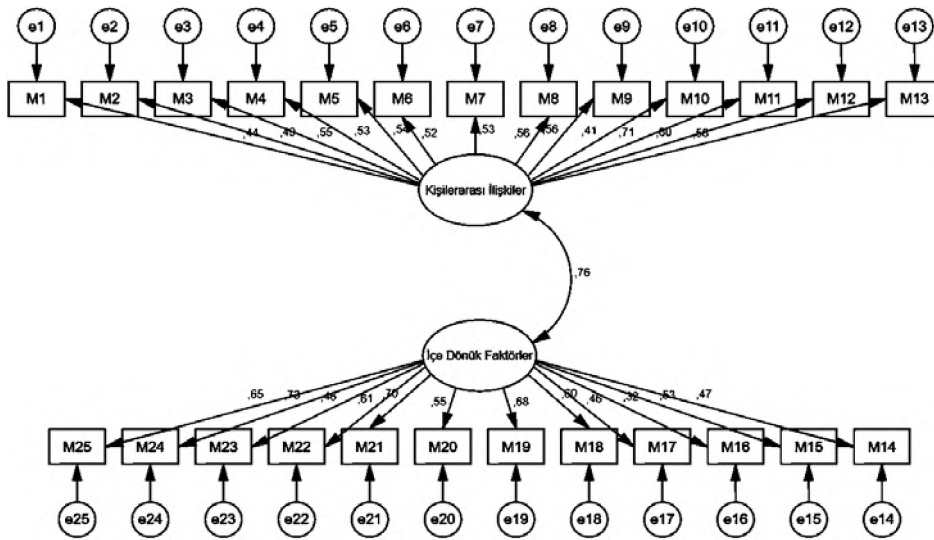 e1 e2 e3 e4 e5 e6 e7 e8 e9 e10 e11 e12 e13
M1 M2 M3 M4 M5 M6 M7 M8 M9 M10 M11 M12 M13
,44 ,49 ,55 ,53 ,54 ,52 ,53 ,56 ,56 ,41 ,71 ,60 ,58
Kişilerarası İlişkiler
,76
İçe Dönük Faktörler
,65 ,73 ,46 ,61 ,70 ,55 ,68 ,60 ,46 ,32 ,53 ,47
M25 M24 M23 M22 M21 M20 M19 M18 M17 M16 M15 M14
e25 e24 e23 e22 e21 e20 e19 e18 e17 e16 e15 e14